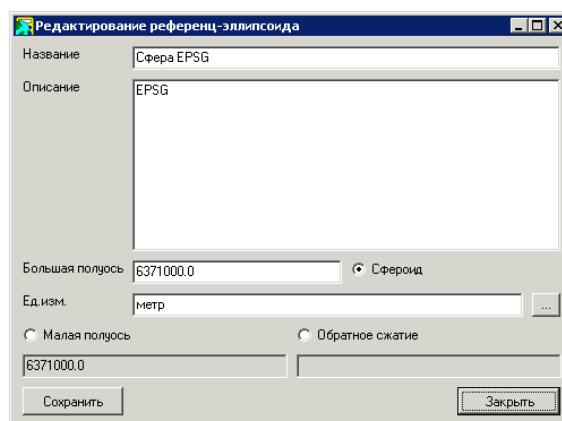 Редактирование референц-эллипсоида
Название Сфера EPSG
Описание EPSG
Большая полуось 6371000.0 Сфероид
Ед.изм. метр ...
Малая полуось Обратное сжатие
6371000.0
Сохранить Закрыть